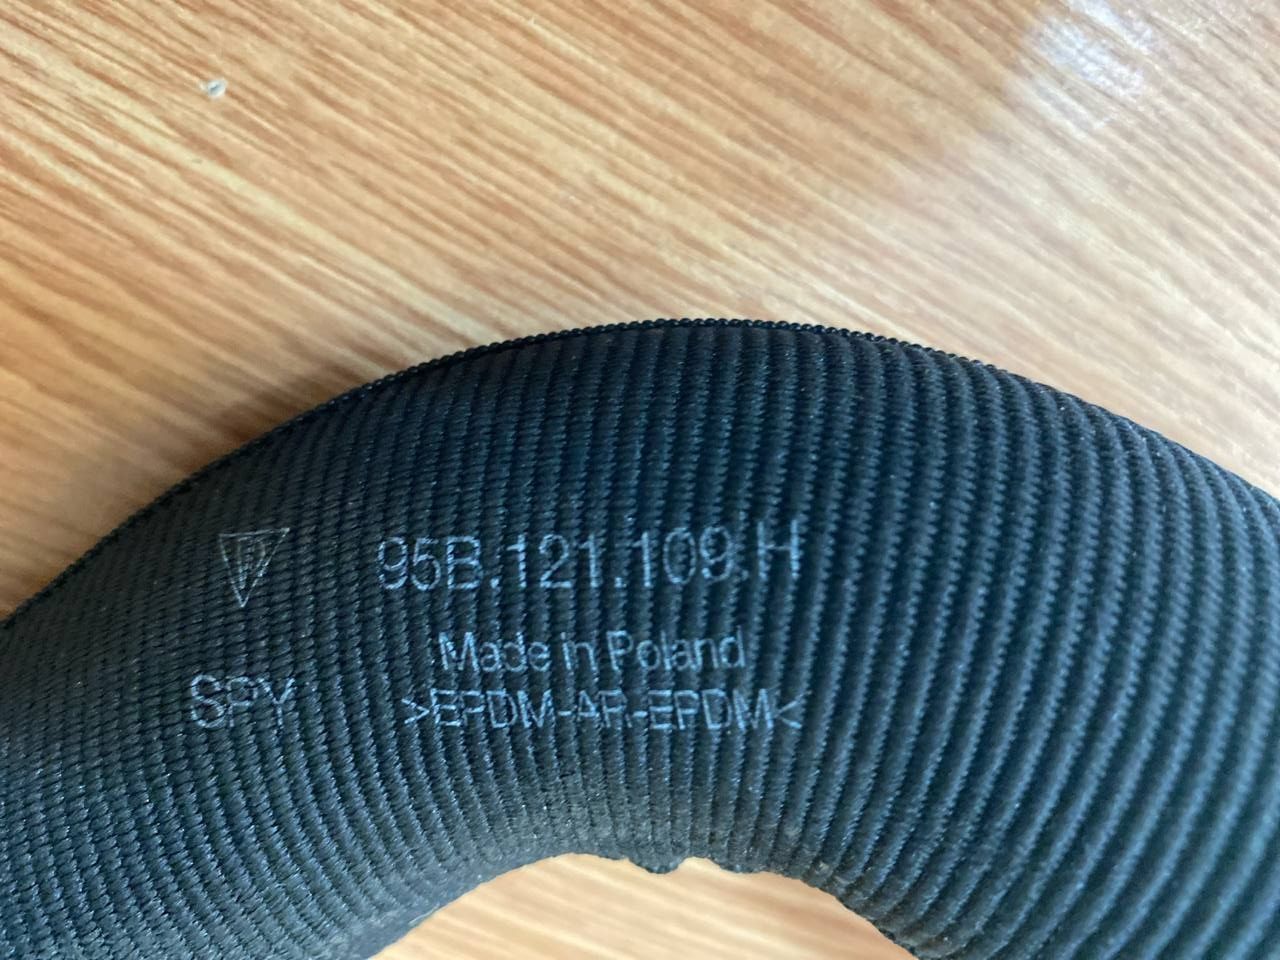 95B.121.109.H
Made in Poland
SPY
>EPDM-AR-EPDM<